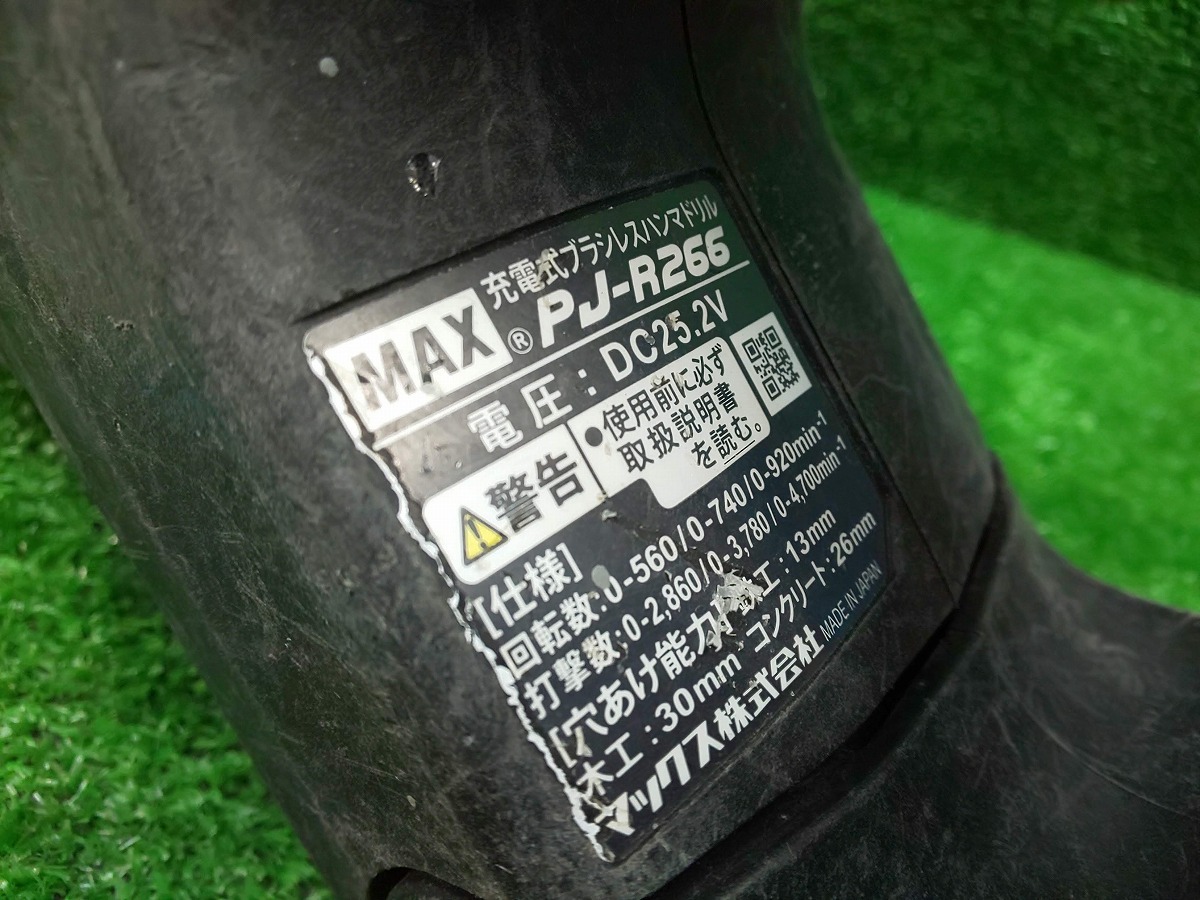 MAX
充電式ブラシレスハンマドリル
® PJ-R266
電 圧 : DC25.2V
警告
●使用前に必ず
取扱説明書
を読む。
[仕様]
回転数:0-560/0-740/0-920min-1
打撃数:0-2,860/0-3,780/0-4,700min-1
[穴あけ能力 鉄工:13mm
木工:30mm コンクリート:26mm
マックス株式会社 MADE IN JAPAN